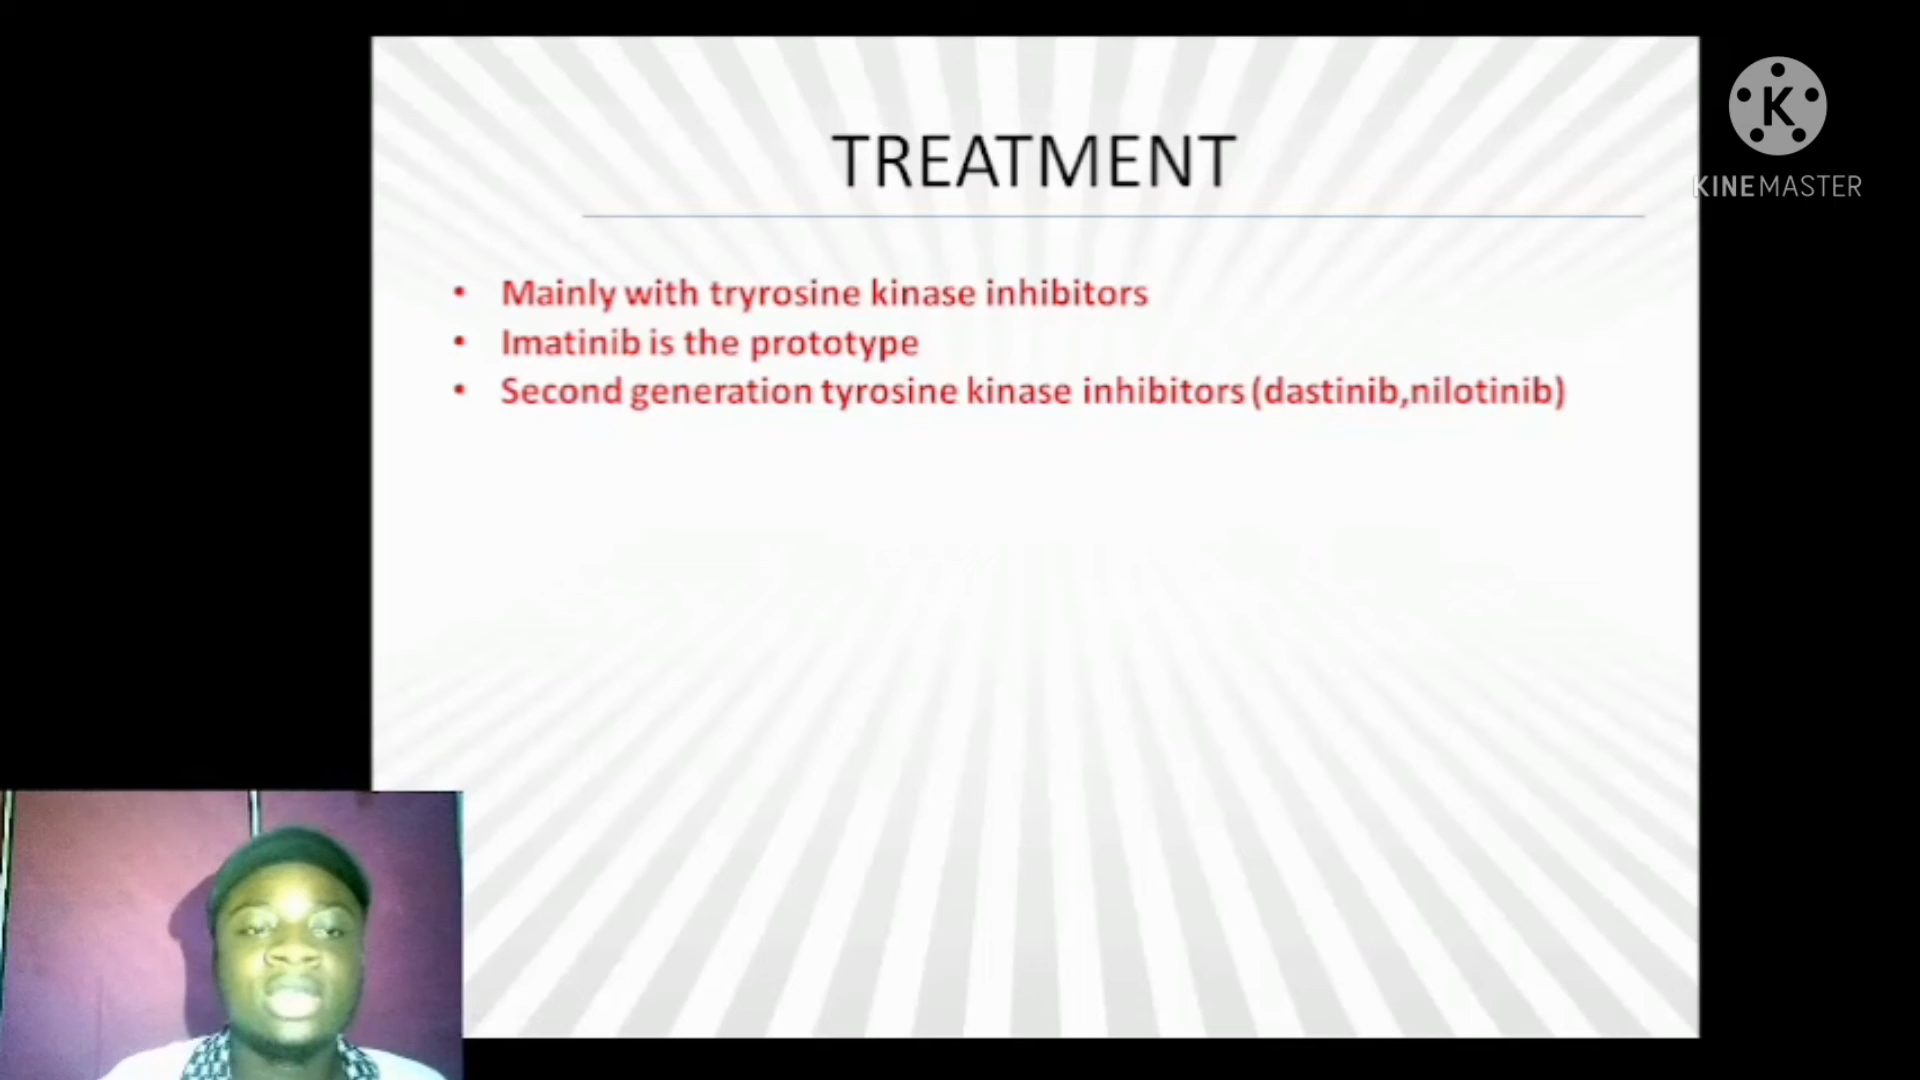 K
KINEMASTER
TREATMENT
• Mainly with tryrosine kinase inhibitors
• Imatinib is the prototype
• Second generation tyrosine kinase inhibitors (dastinib,nilotinib)